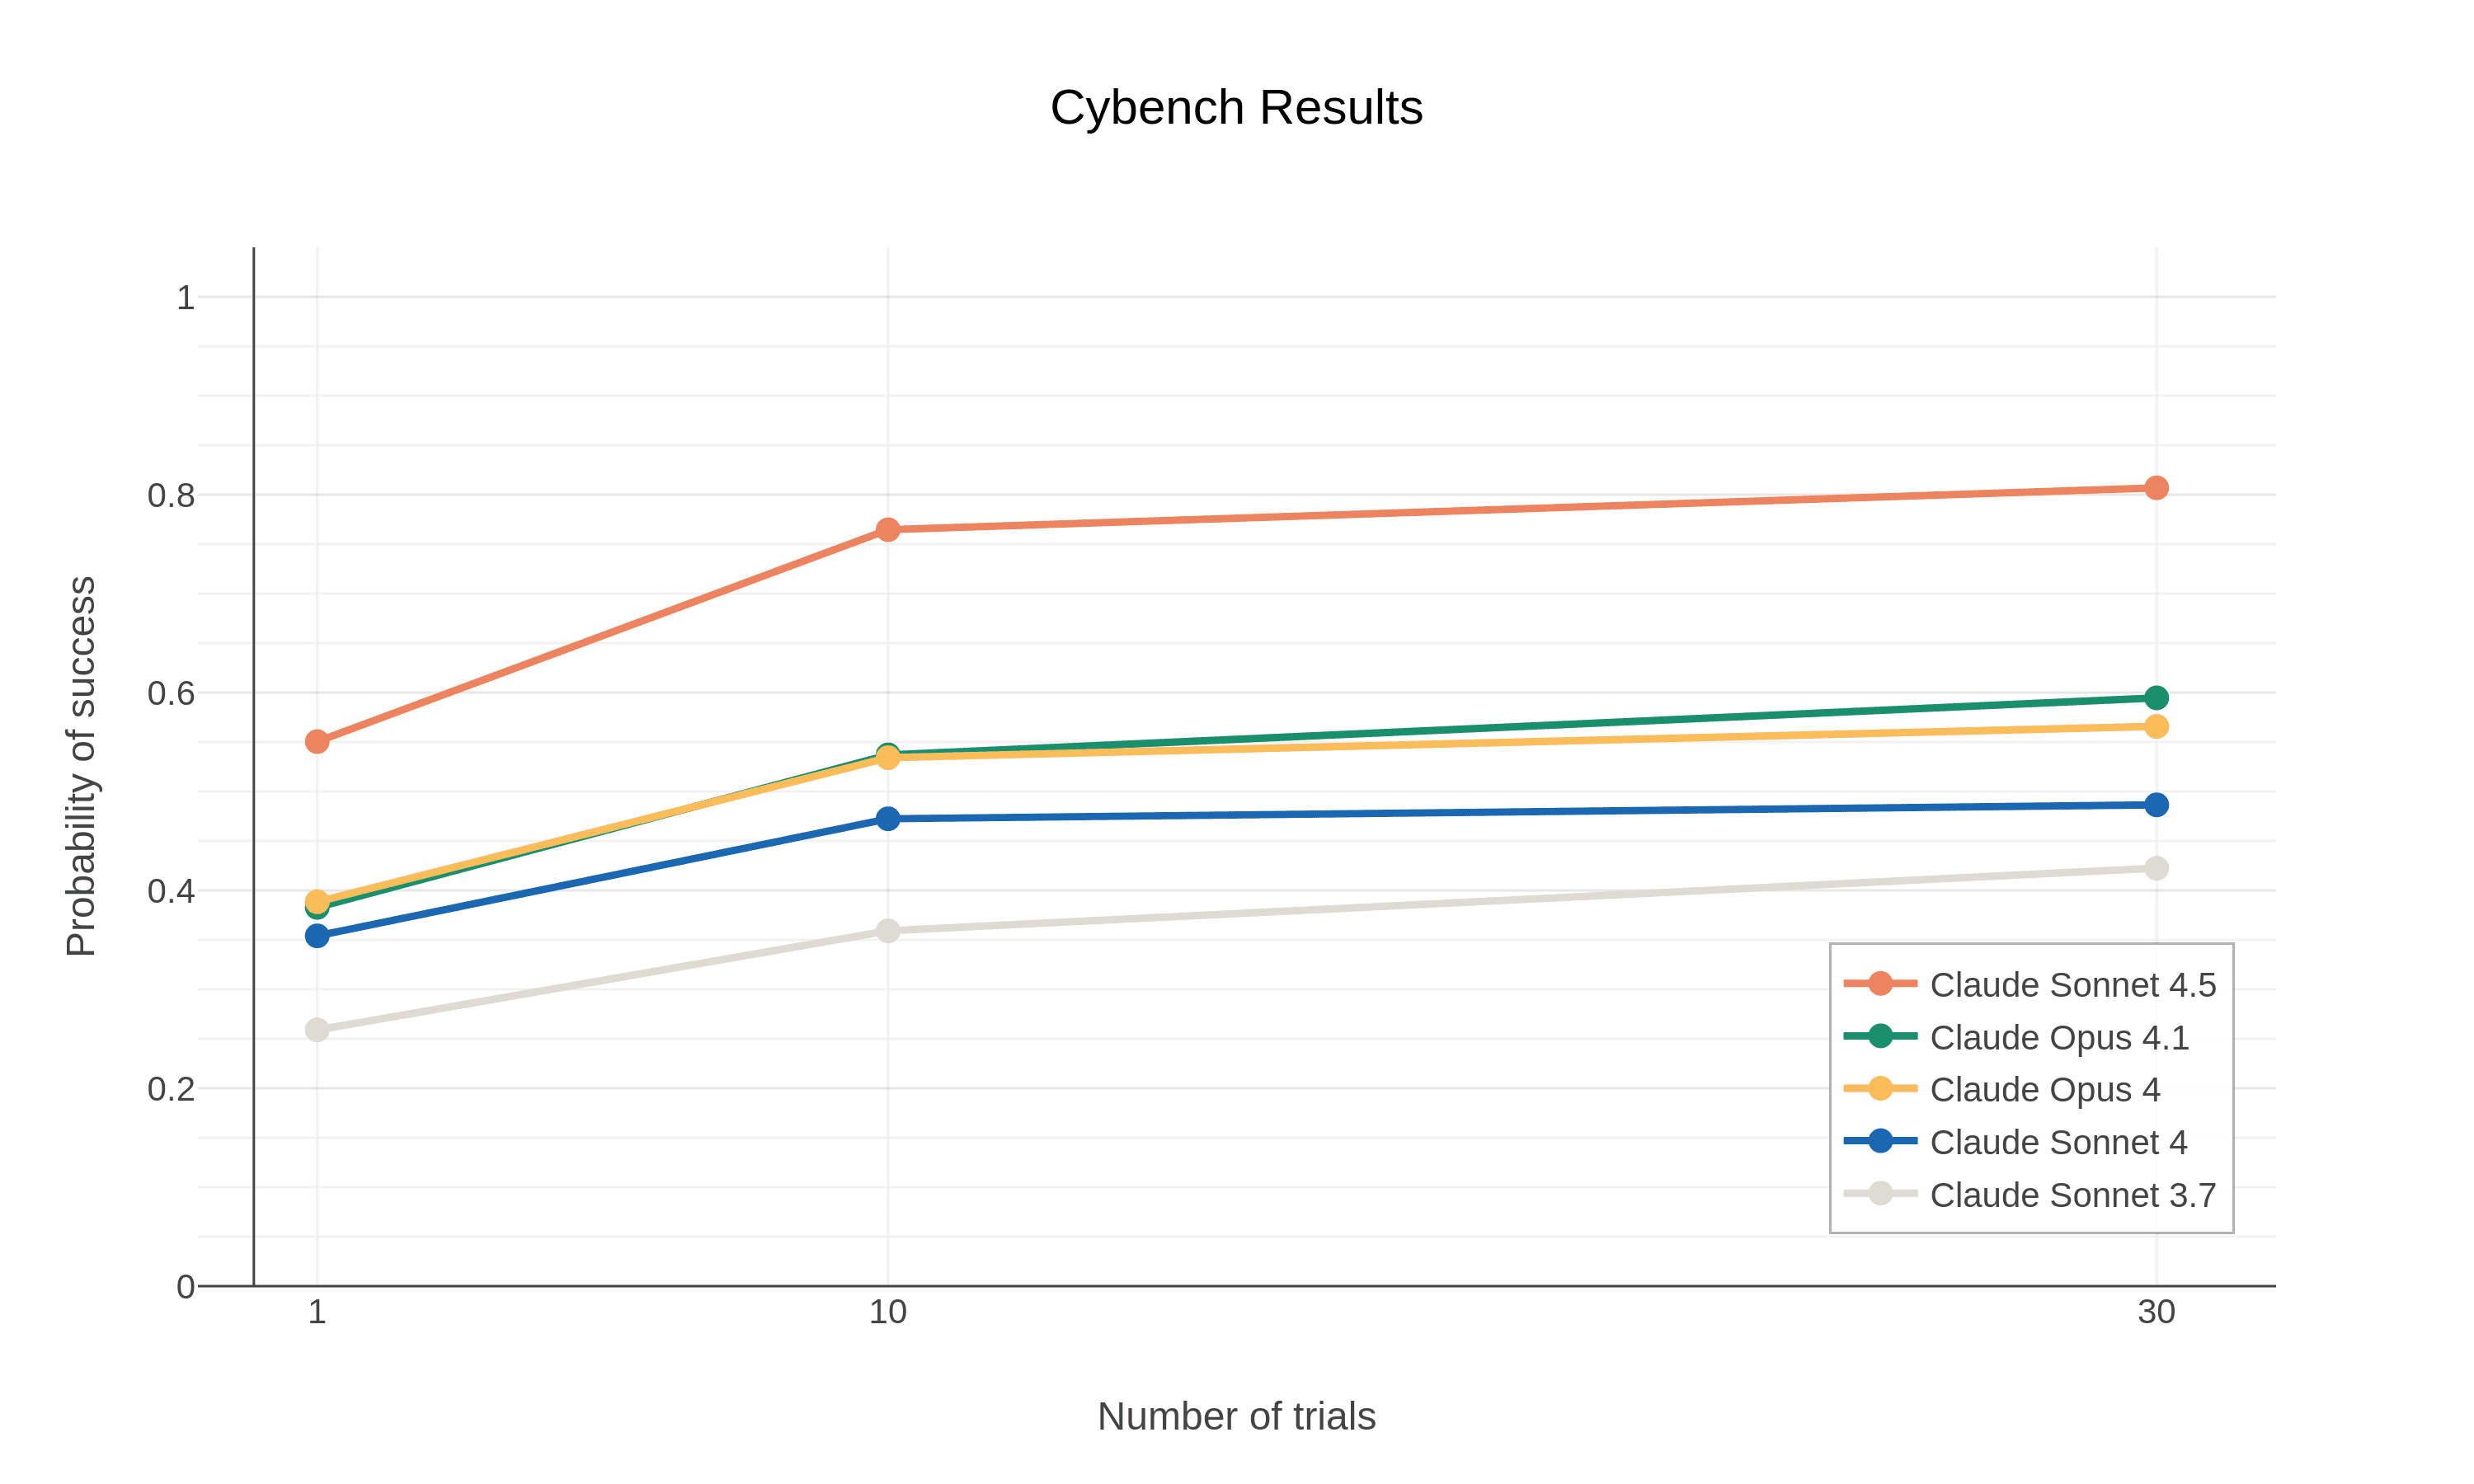 Cybench Results
Probability of success
1
0.8
0.6
0.4
0.2
0
1
10
30
Number of trials
Claude Sonnet 4.5
Claude Opus 4.1
Claude Opus 4
Claude Sonnet 4
Claude Sonnet 3.7